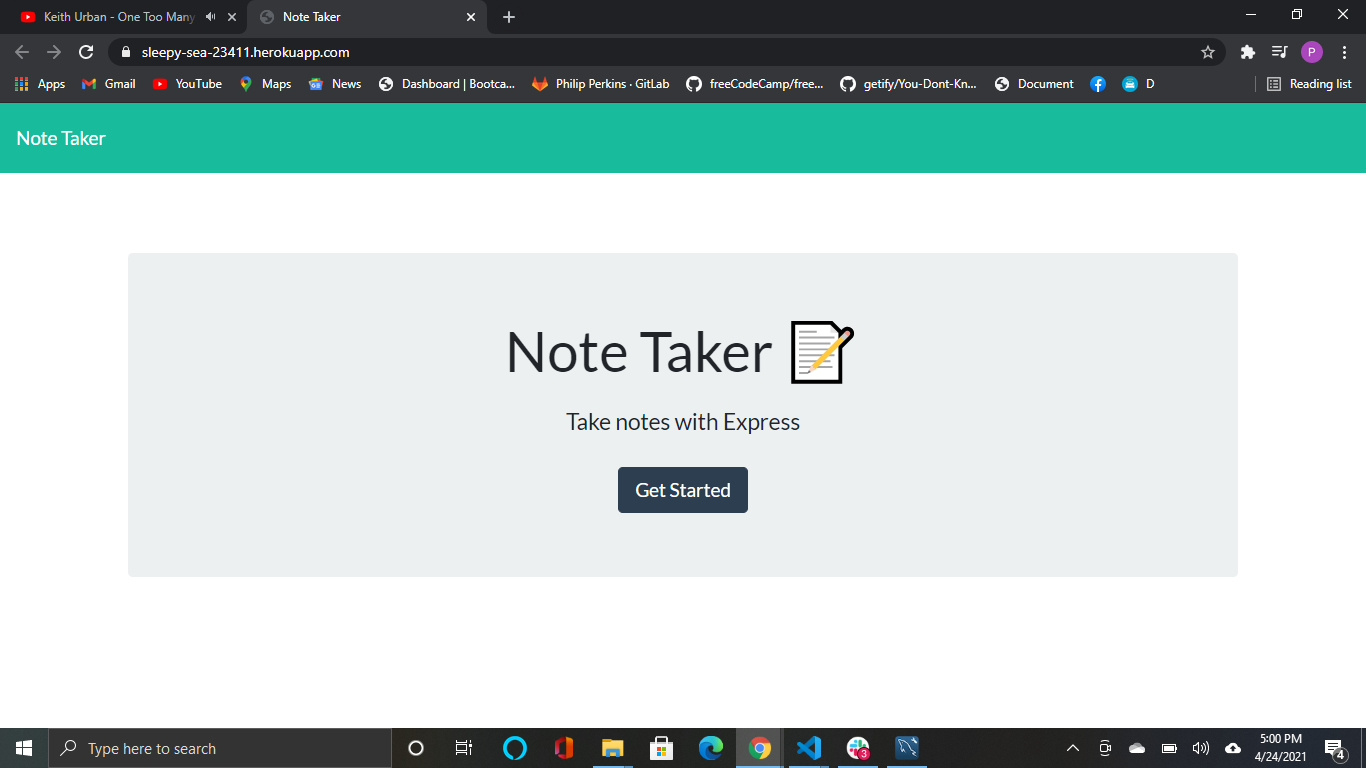 Keith Urban - One Too Many
Note Taker
sleepy-sea-23411.herokuapp.com
P
Apps
Gmail
YouTube
Maps
News
Dashboard | Bootca...
Philip Perkins · GitLab
freeCodeCamp/free...
getify/You-Dont-Kn...
Document
D
Reading list
Note Taker
Note Taker
Take notes with Express
Get Started
Type here to search
3
5:00 PM
4/24/2021
4